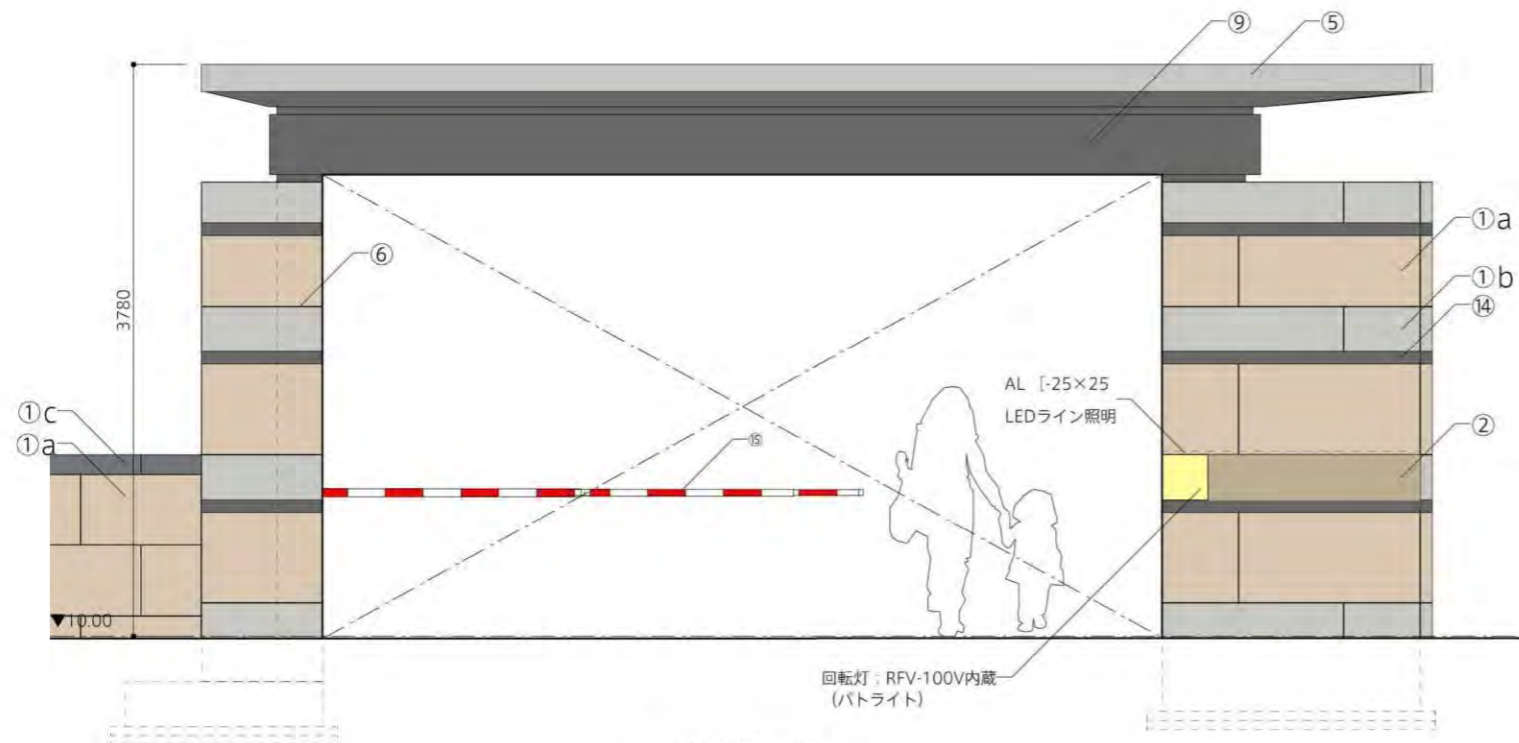 ⑨
⑤
①a
①b
⑭
⑥
3780
AL [-25×25
LEDライン照明
②
①c
①a
⑮
▼10.00
回転灯：RFV-100V内蔵
(パトライト)